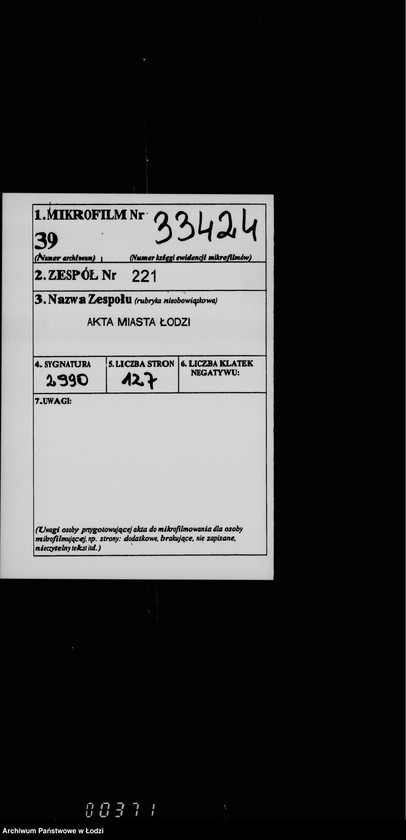 1. MIKROFILM Nr 33424
39
(Numer archiwum) (Numer księgi ewidencji mikrofilmów)
2. ZESPÓŁ Nr 221
3. Nazwa Zespołu (rubryka nieobowiązkowa)
AKTA MIASTA ŁODZI
4. SYGNATURA 5. LICZBA STRON 6. LICZBA KLATEK
NEGATYWU:
2990 127
7. UWAGI:
(Uwagi osoby przygotowującej akta do mikrofilmowania dla osoby
mikrofilmującej, np. strony: dodatkowe, brakujące, nie zapisane,
nieczytelny tekst itd.)
00371
Archiwum Państwowe w Łodzi